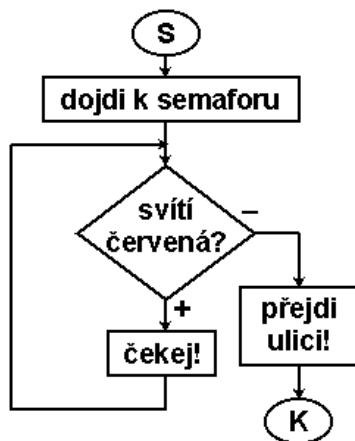 S
dojdi k semaforu
svítí
červená?
–
+
čekej!
přejdi
ulici!
K